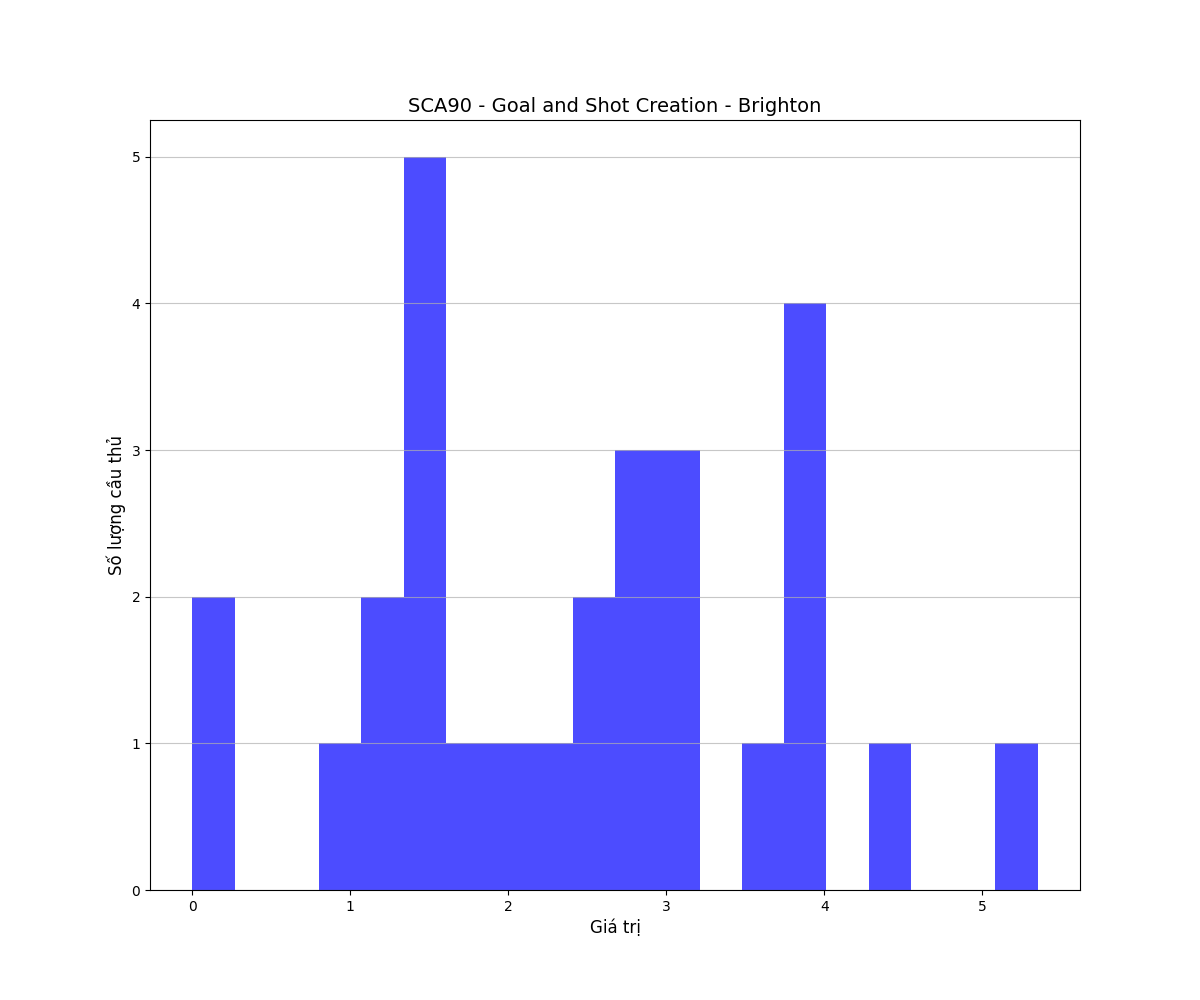 SCA90 - Goal and Shot Creation - Brighton
Số lượng cầu thủ
5
4
3
2
1
0
0 1 2 3 4 5
Giá trị